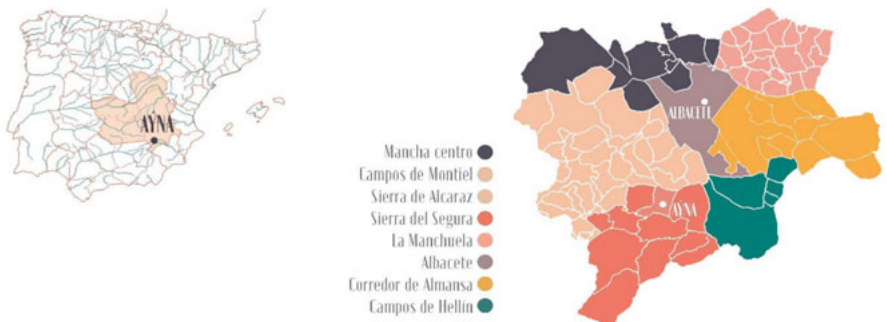 AYNA
Mancha centro
Campos de Montiel
Sierra de Alcaraz
Sierra del Segura
La Manchuela
Albacete
Corredor de Almansa
Campos de Hellín
ALBACETE
AYNA